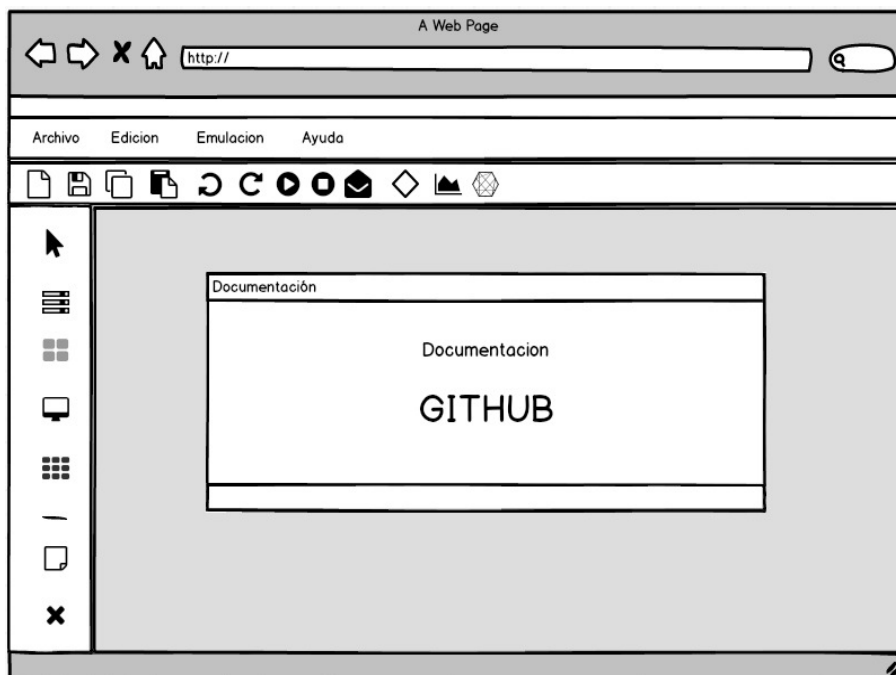 A Web Page
http://
Archivo Edicion Emulacion Ayuda
Documentación
Documentacion
GITHUB